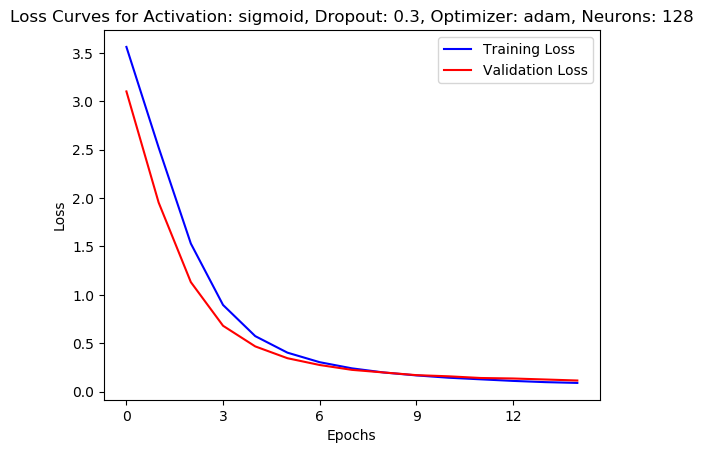 Loss Curves for Activation: sigmoid, Dropout: 0.3, Optimizer: adam, Neurons: 128
Training Loss
Validation Loss
3.5
3.0
2.5
2.0
1.5
1.0
0.5
0.0
Loss
0 3 6 9 12
Epochs